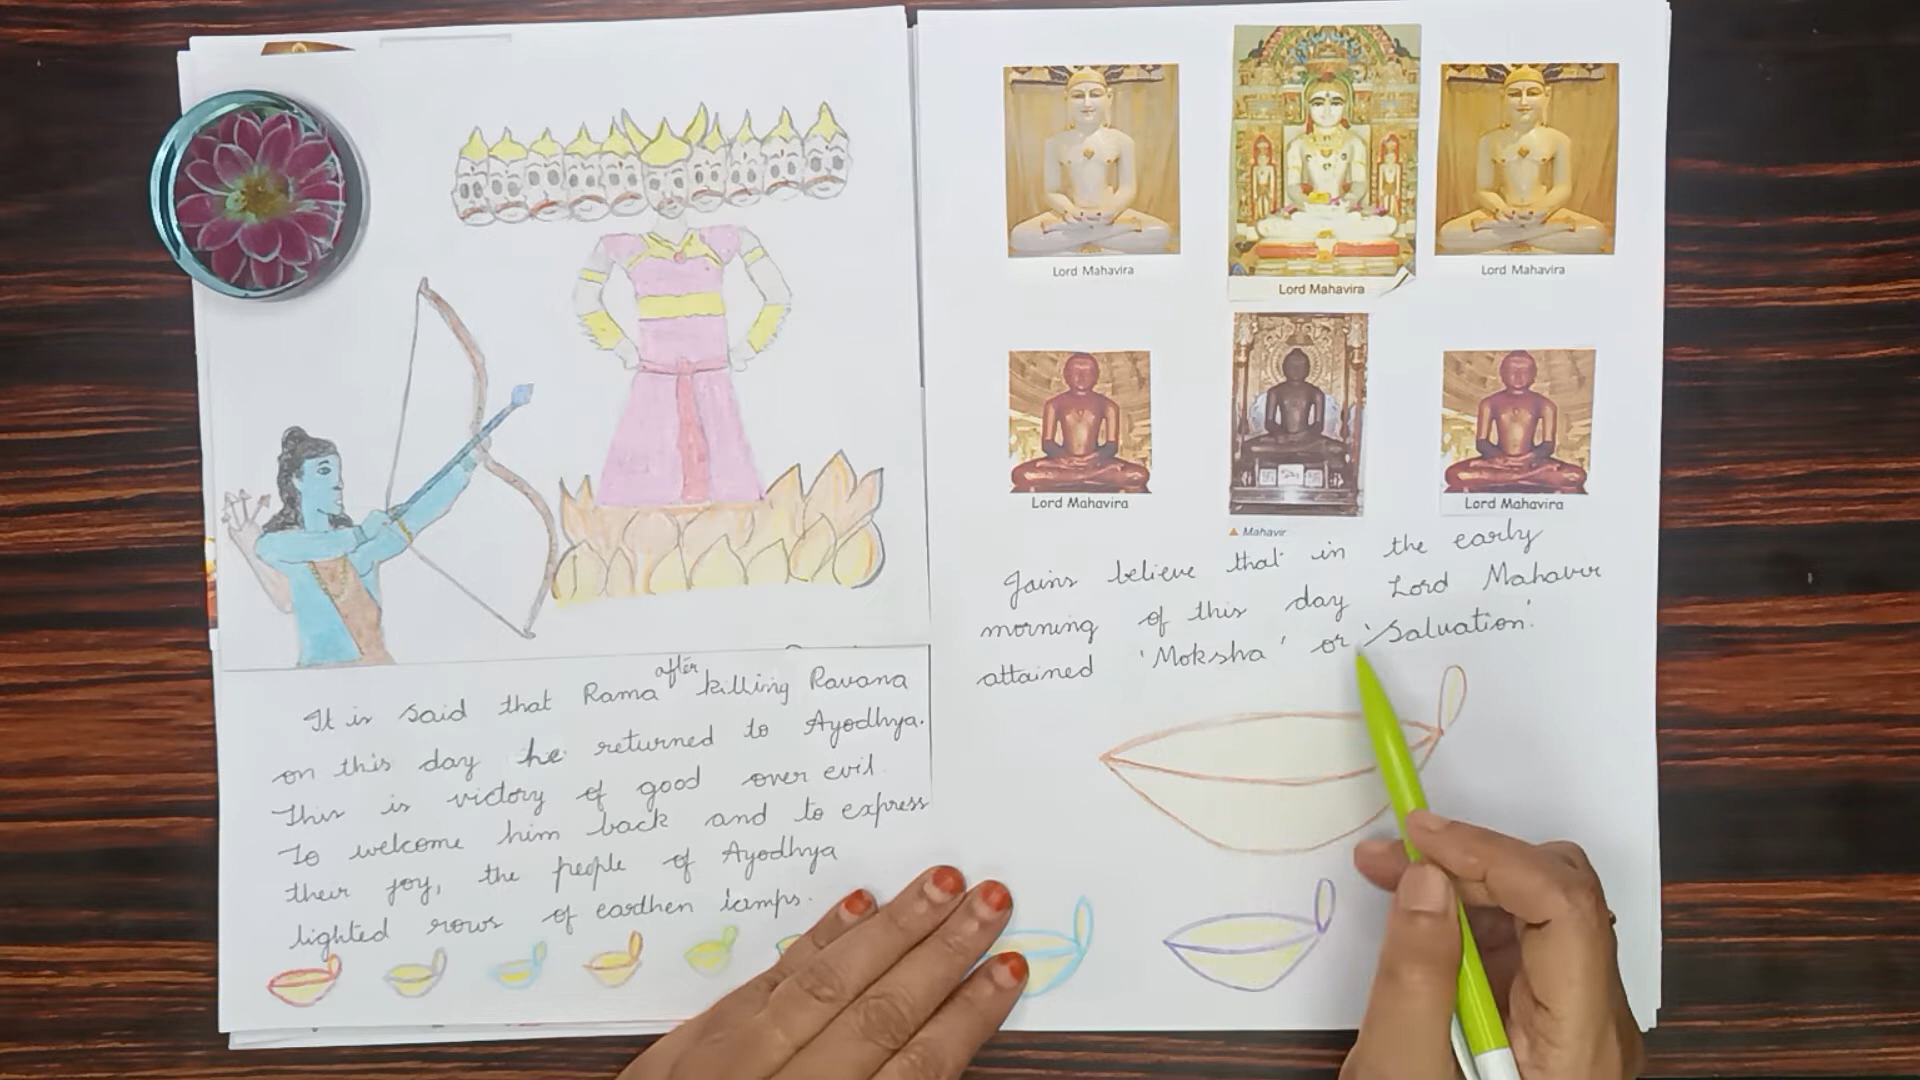 It is said that Rama after killing Ravana
on this day he returned to Ayodhya.
This is victory of good over evil.
To welcome him back and to express
their joy, the people of Ayodhya
lighted rows of earthen lamps.
Lord Mahavira
Lord Mahavira
Lord Mahavira
Lord Mahavira
Mahavir
Lord Mahavira
Jains believe that in the early
morning of this day Lord Mahavir
attained 'Moksha' or 'Salvation'.